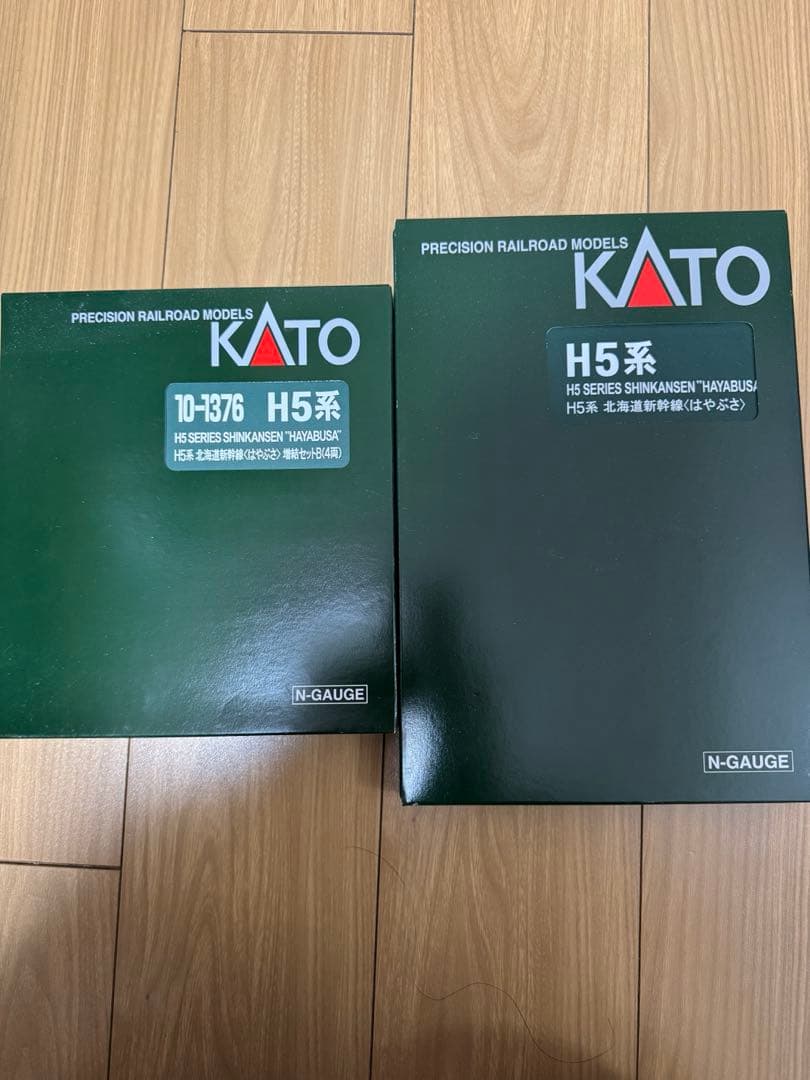 PRECISION RAILROAD MODELS
KATO
10-1376 H5系
H5 SERIES SHINKANSEN "HAYABUSA"
H5系 北海道新幹線〈はやぶさ〉 増結セットB(4両)
N-GAUGE
PRECISION RAILROAD MODELS
KATO
H5系
H5 SERIES SHINKANSEN "HAYABUSA
H5系 北海道新幹線〈はやぶさ〉
N-GAUGE